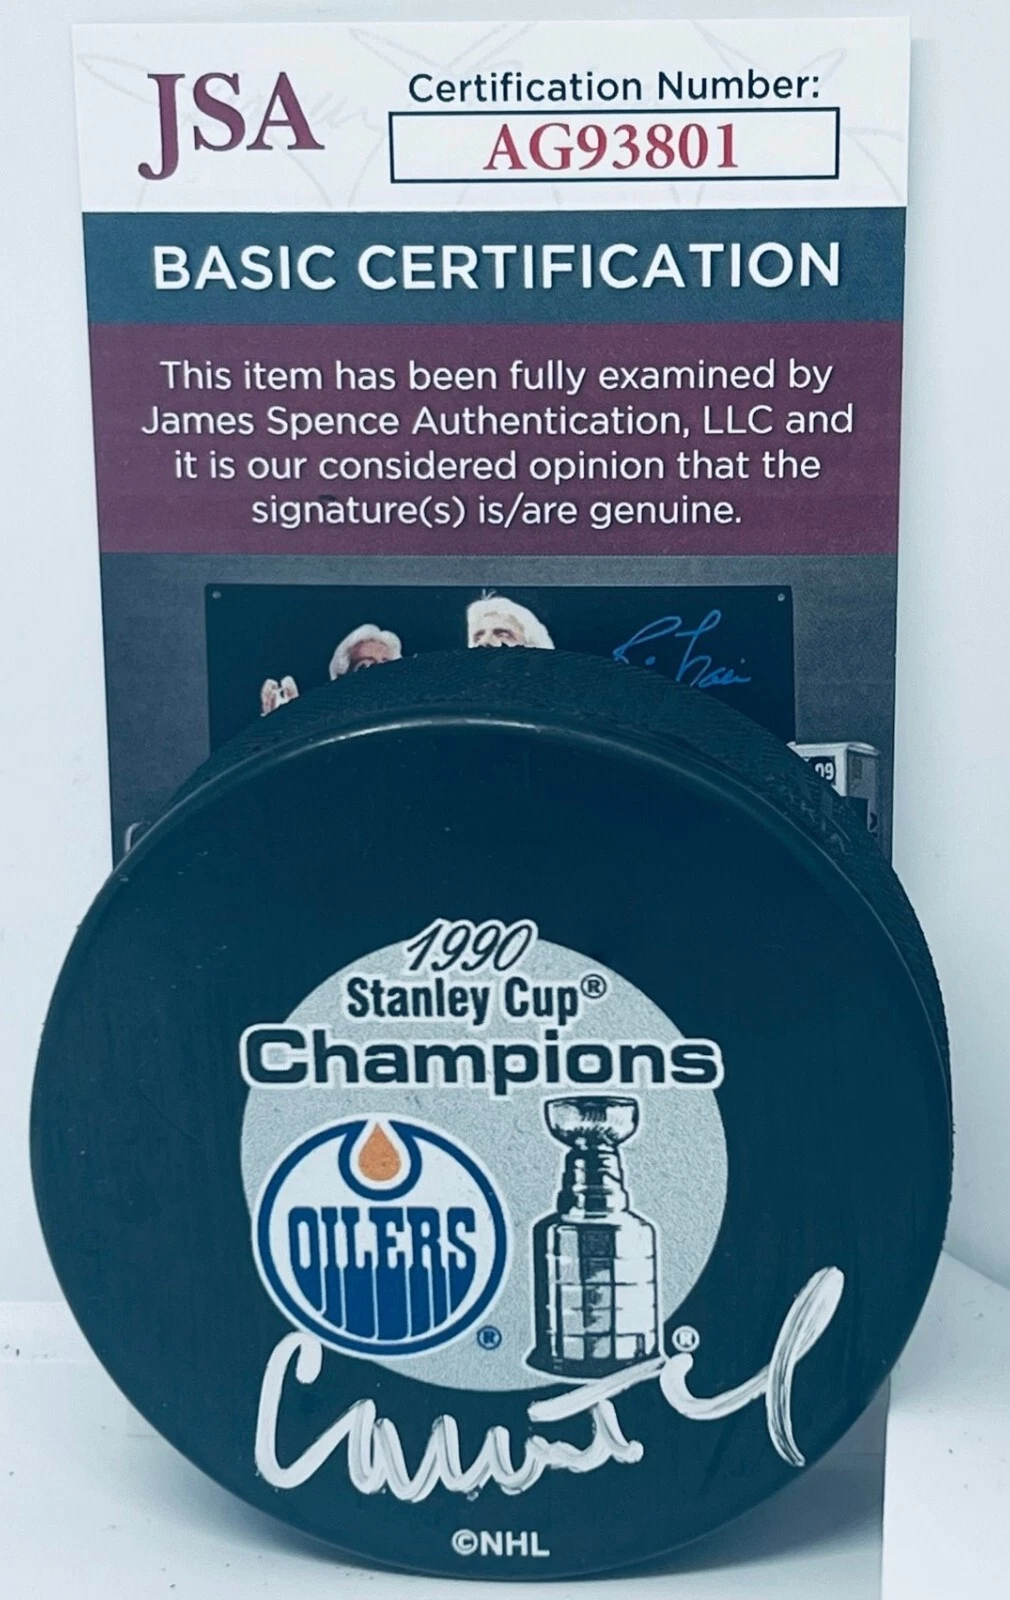 JSA
Certification Number:
AG93801
BASIC CERTIFICATION
This item has been fully examined by
James Spence Authentication, LLC and
it is our considered opinion that the
signature(s) is/are genuine.
09
1990
Stanley Cup®
Champions
OILERS
®
®
©NHL